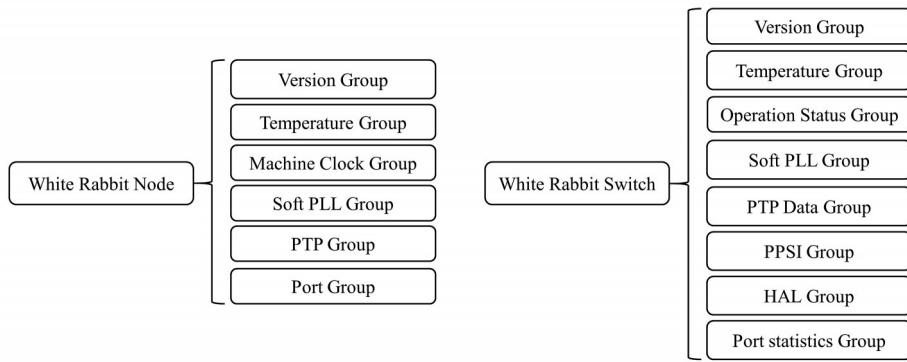 White Rabbit Node
Version Group
Temperature Group
Machine Clock Group
Soft PLL Group
PTP Group
Port Group
White Rabbit Switch
Version Group
Temperature Group
Operation Status Group
Soft PLL Group
PTP Data Group
PPSI Group
HAL Group
Port statistics Group